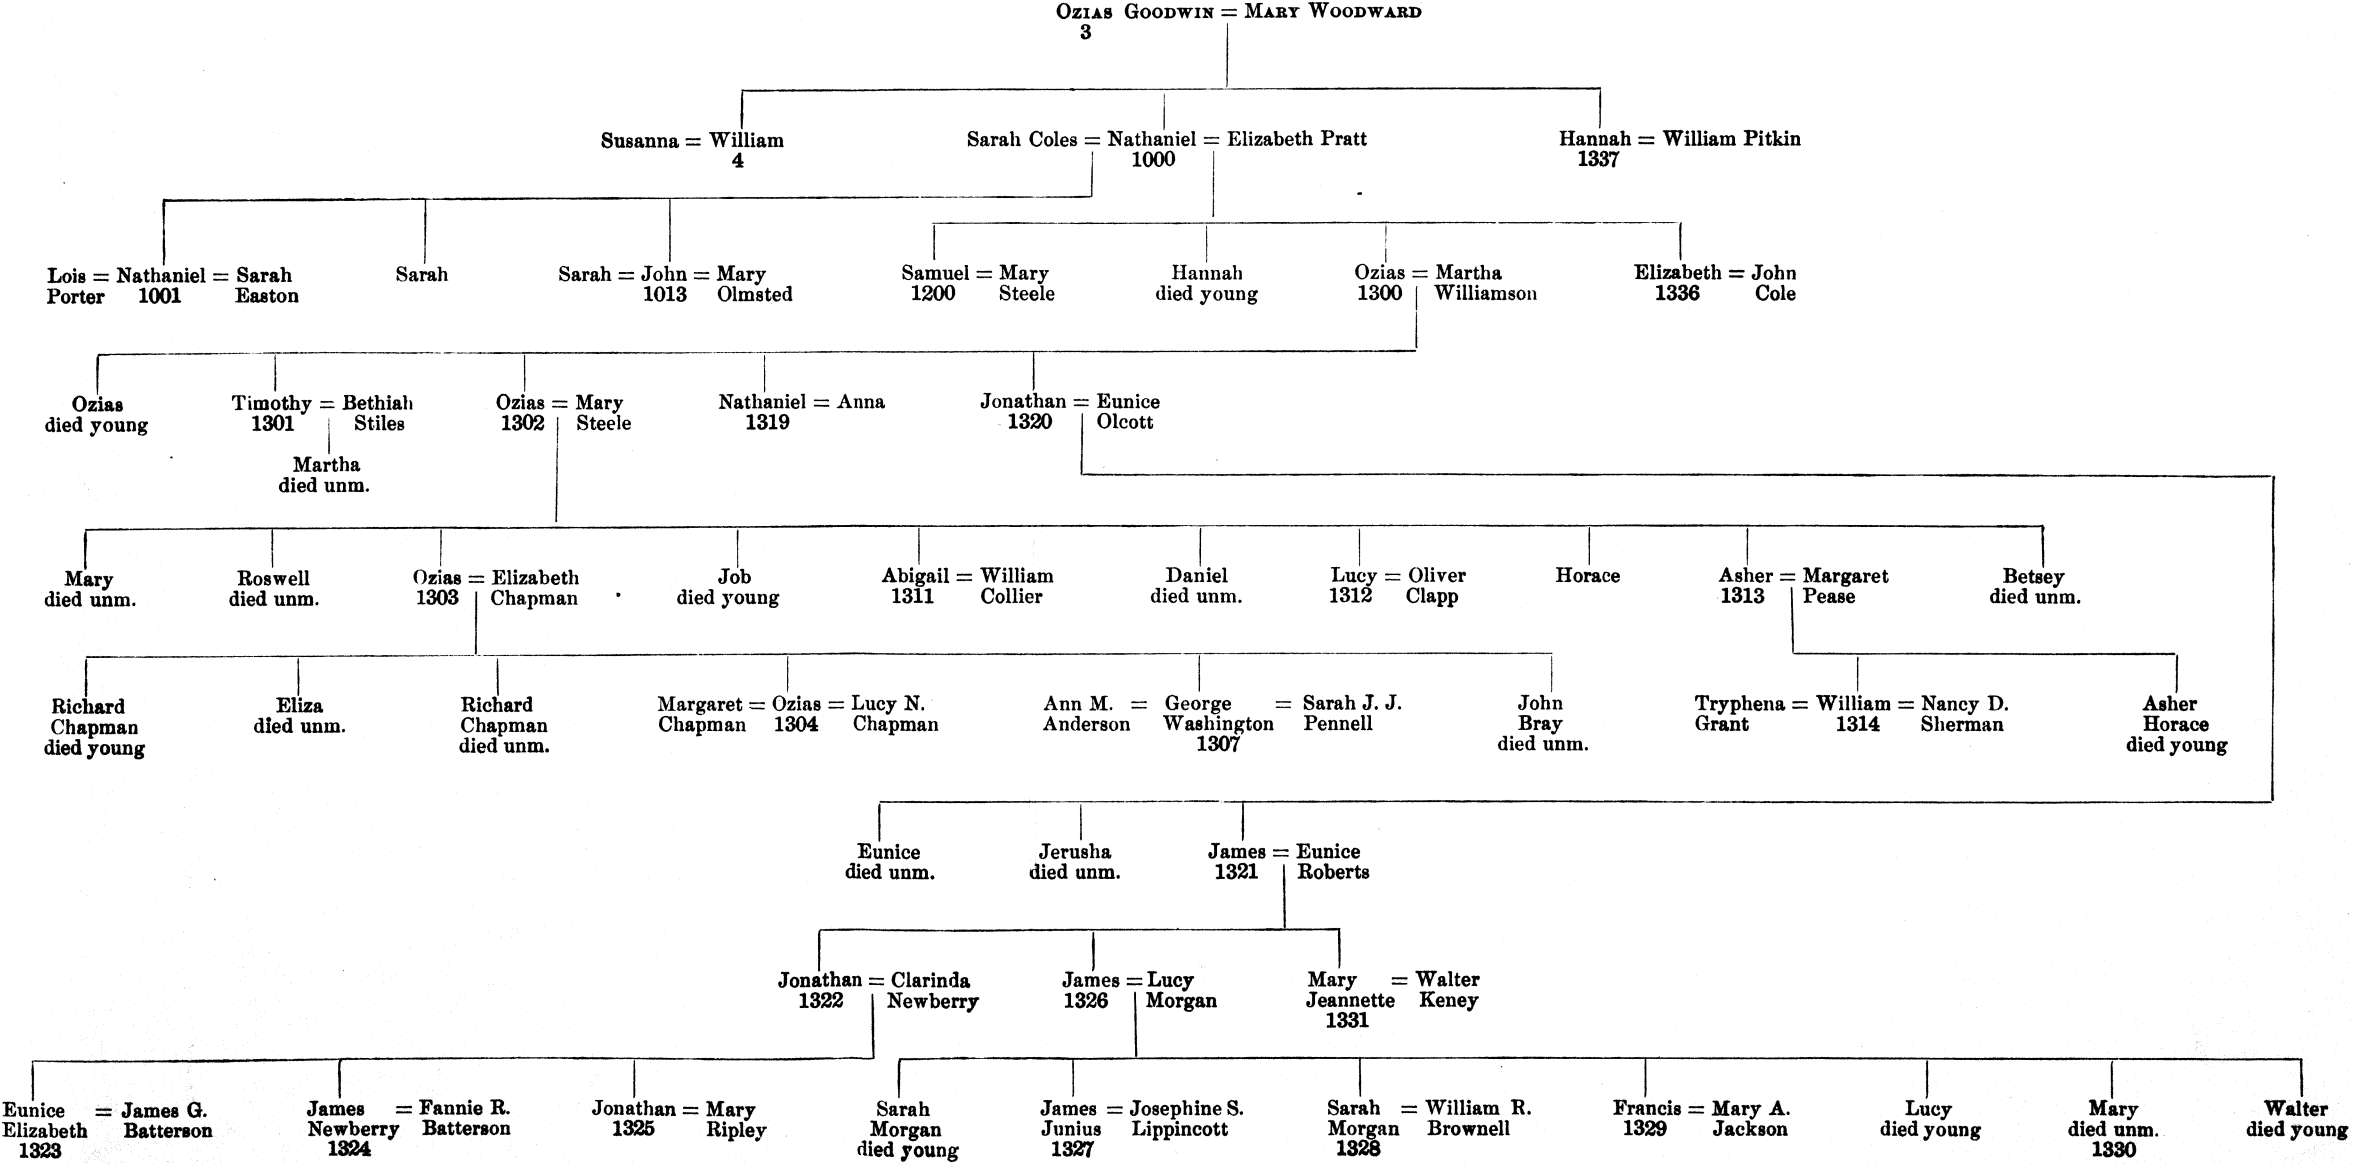 OZIAS GOODWIN = MARY WOODWARD
3
Susanna = William Sarah Coles = Nathaniel = Elizabeth Pratt Hannah = William Pitkin
4 1000 1337
Lois = Nathaniel = Sarah Sarah Sarah = John = Mary Samuel = Mary Hannah Ozias = Martha Elizabeth = John
Porter 1001 Easton 1013 Olmsted 1200 Steele died young 1300 Williamson 1336 Cole
Ozias Timothy = Bethiah Ozias = Mary Nathaniel = Anna Jonathan = Eunice
died young 1301 Stiles 1302 Steele 1319 1320 Olcott
Martha
died unm.
Mary Roswell Ozias = Elizabeth Job Abigail = William Daniel Lucy = Oliver Horace Asher = Margaret Betsey
died unm. died unm. 1303 Chapman died young 1311 Collier died unm. 1312 Clapp 1313 Pease died unm.
Richard Eliza Richard Margaret = Ozias = Lucy N. Ann M. = George = Sarah J. J. John Tryphena = William = Nancy D. Asher
Chapman died unm. Chapman Chapman 1304 Chapman Anderson Washington Pennell Bray Grant 1314 Sherman Horace
died young died unm. 1307 died unm. died young
Eunice Jerusha James = Eunice
died unm. died unm. 1321 Roberts
Jonathan = Clarinda James = Lucy Mary = Walter
1322 Newberry 1326 Morgan Jeannette Keney
1331
Eunice = James G. James = Fannie R. Jonathan = Mary Sarah James = Josephine S. Sarah = William R. Francis = Mary A. Lucy Mary Walter
Elizabeth Batterson Newberry Batterson 1325 Ripley Morgan Junius Lippincott Morgan Brownell 1329 Jackson died young died unm. died young
1323 1324 died young 1327 1328 1330